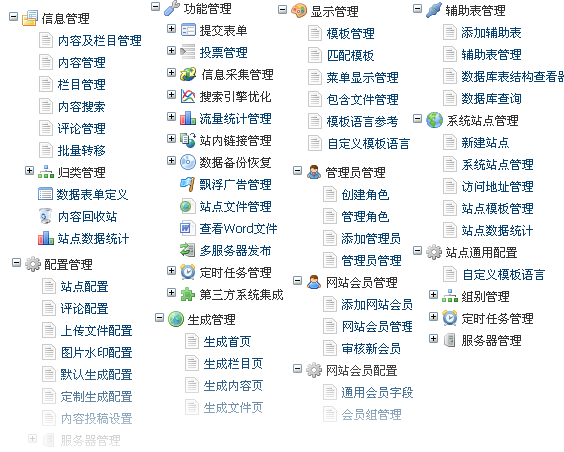 信息管理
内容及栏目管理
内容管理
栏目管理
内容搜索
评论管理
批量转移
归类管理
数据表单定义
内容回收站
站点数据统计
配置管理
站点配置
评论配置
上传文件配置
图片水印配置
默认生成配置
定制生成配置
内容投稿设置
服务器管理
功能管理
提交表单
投票管理
信息采集管理
搜索引擎优化
流量统计管理
站内链接管理
数据备份恢复
飘浮广告管理
站点文件管理
查看Word文件
多服务器发布
定时任务管理
第三方系统集成
生成管理
生成首页
生成栏目页
生成内容页
生成文件页
显示管理
模板管理
匹配模板
菜单显示管理
包含文件管理
模板语言参考
自定义模板语言
管理员管理
创建角色
管理角色
添加管理员
管理员管理
网站会员管理
添加网站会员
网站会员管理
审核新会员
网站会员配置
通用会员字段
会员组管理
辅助表管理
添加辅助表
辅助表管理
数据库表结构查看
数据库查询
系统站点管理
新建站点
系统站点管理
访问地址管理
站点模板管理
站点数据统计
站点通用配置
自定义模板语言
组别管理
定时任务管理
服务器管理